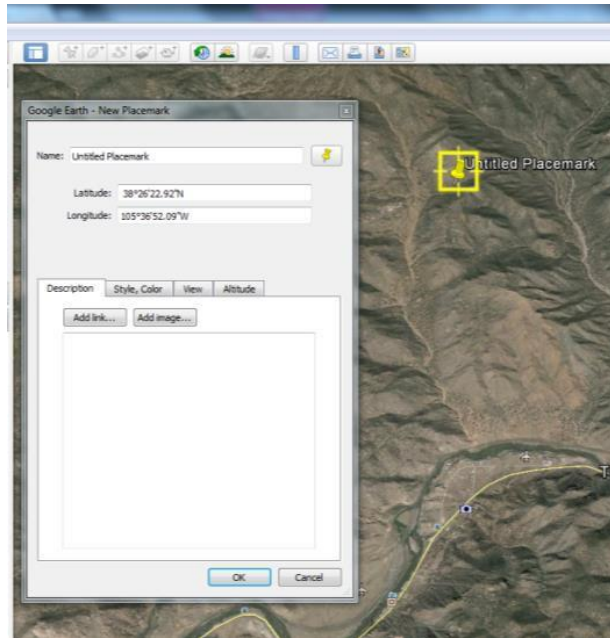 Google Earth - New Placemark
Name: Untitled Placemark
Untitled Placemark
Latitude: 38°26'22.92"N
Longitude: 105°36'52.09"W
Description Style, Color View Altitude
Add link... Add image...
T
OK Cancel